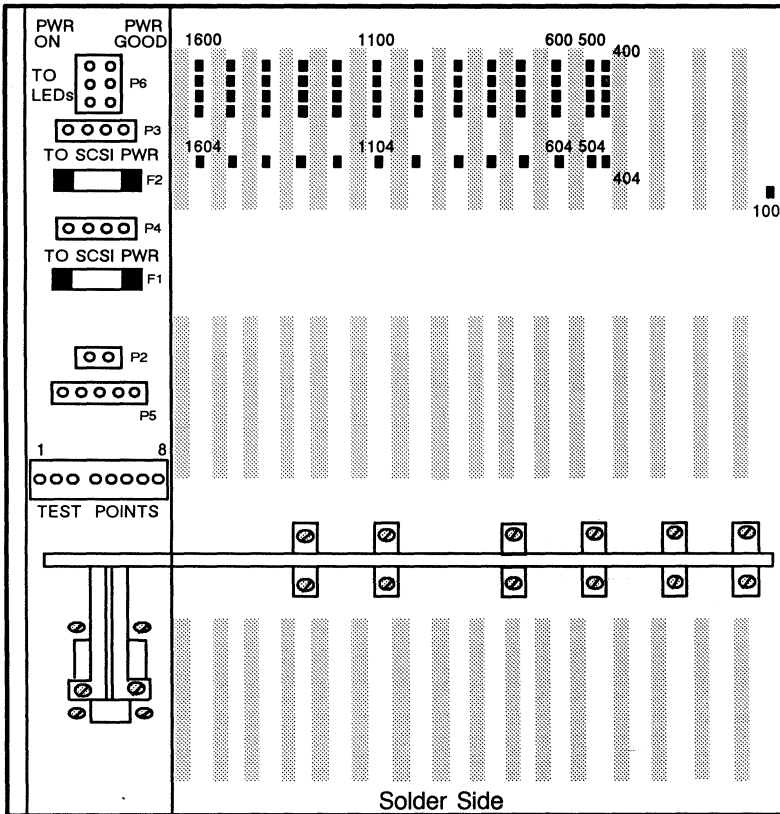 PWR ON
PWR GOOD
TO LEDs
P6
P3
TO SCSI PWR
F2
P4
TO SCSI PWR
F1
P2
P5
1 8
TEST POINTS
1600 1100 600 500 400
1604 1104 604 504 404
100
Solder Side